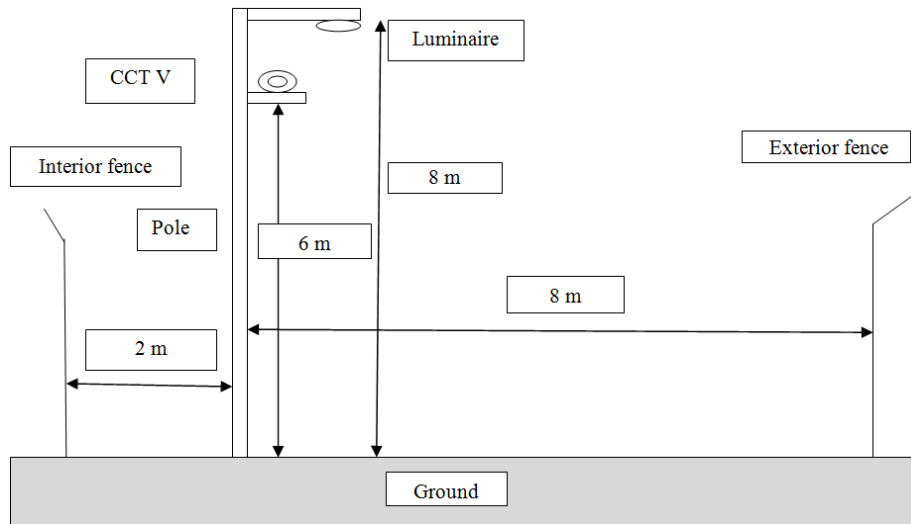 Luminaire
CCT V
Exterior fence
Interior fence
8 m
Pole
6 m
8 m
2 m
Ground